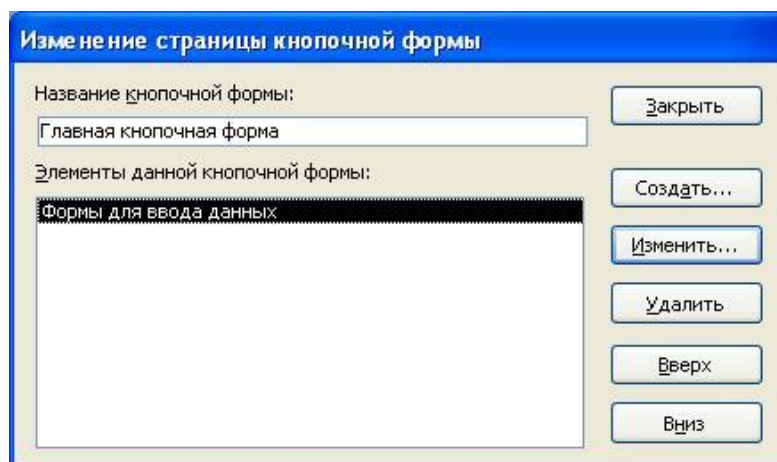 Изменение страницы кнопочной формы
Название кнопочной формы:
Главная кнопочная форма
Элементы данной кнопочной формы:
Формы для ввода данных
Закрыть
Создать...
Изменить...
Удалить
Вверх
Вниз